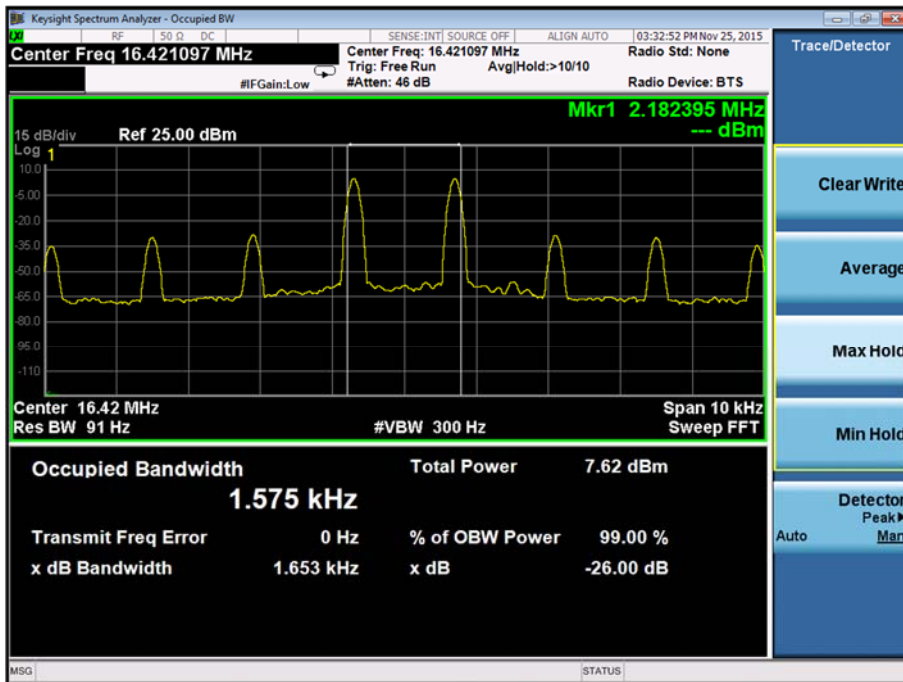 Keysight Spectrum Analyzer - Occupied BW
LXI RF 50 Ω DC SENSE:INT SOURCE OFF ALIGN AUTO 03:32:52 PM Nov 25, 2015
Center Freq 16.421097 MHz
Center Freq: 16.421097 MHz Radio Std: None
Trig: Free Run Avg|Hold:>10/10
#IFGain:Low #Atten: 46 dB Radio Device: BTS
Trace/Detector
Mkr1 2.182395 MHz
--- dBm
15 dB/div Ref 25.00 dBm
Log
1
10.0
-5.00
-20.0
-35.0
-50.0
-65.0
-80.0
-95.0
-110
Center 16.42 MHz Span 10 kHz
Res BW 91 Hz #VBW 300 Hz Sweep FFT
Occupied Bandwidth Total Power 7.62 dBm
1.575 kHz
Transmit Freq Error 0 Hz % of OBW Power 99.00 %
x dB Bandwidth 1.653 kHz x dB -26.00 dB
Clear Write
Average
Max Hold
Min Hold
Detector
Peak
Auto Man
MSG STATUS